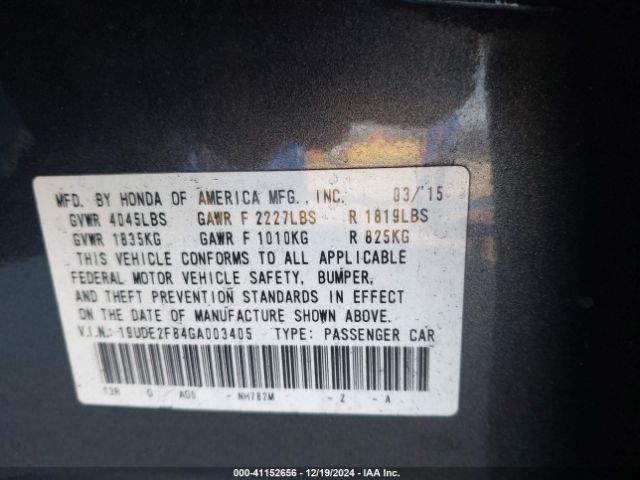 MFD. BY HONDA OF AMERICA MFG., INC. 03/'15
GVWR 4045LBS GAWR F 2227LBS R 1819LBS
GVWR 1835KG GAWR F 1010KG R 825KG
THIS VEHICLE CONFORMS TO ALL APPLICABLE
FEDERAL MOTOR VEHICLE SAFETY, BUMPER,
AND THEFT PREVENTION STANDARDS IN EFFECT
ON THE DATE OF MANUFACTURE SHOWN ABOVE.
V.I.N.: 19UDE2F84GA003405 TYPE: PASSENGER CAR
T3R G AG5 - NH782M - Z - A
000-41152656 • 12/19/2024 • IAA Inc.